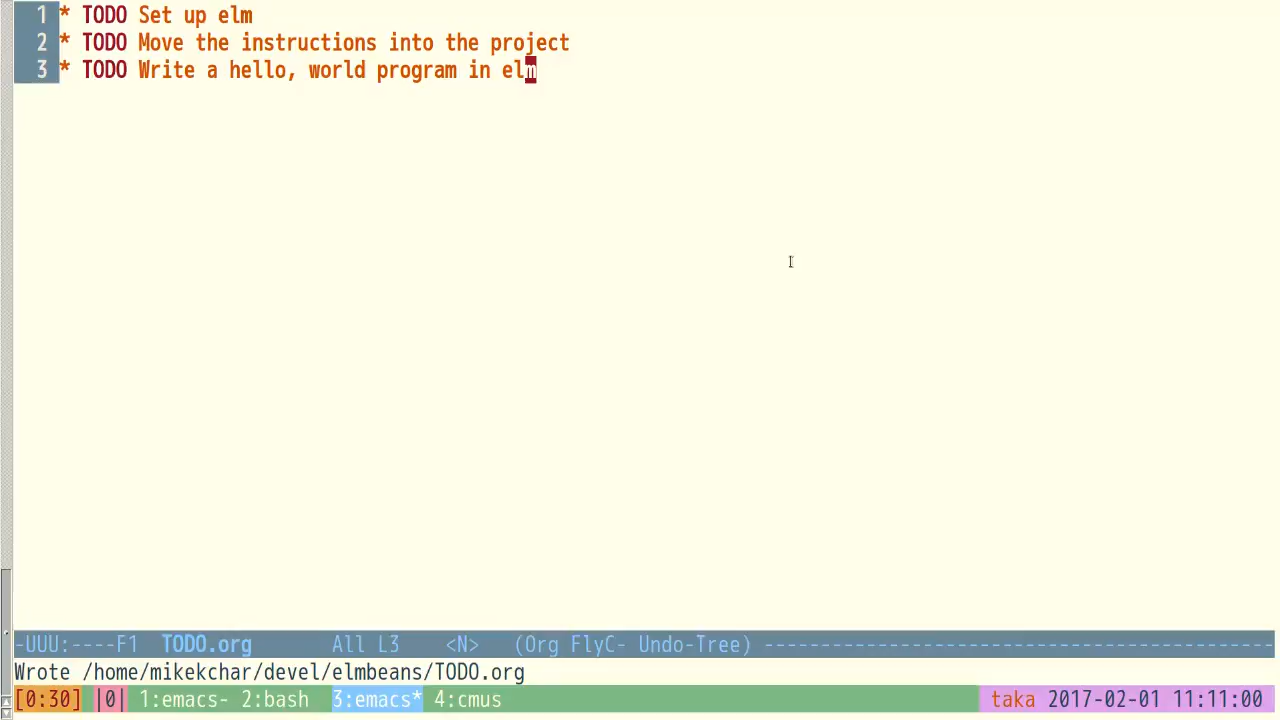 1 * TODO Set up elm
2 * TODO Move the instructions into the project
3 * TODO Write a hello, world program in elm
-UUU:----F1 TODO.org All L3 <N> (Org FlyC- Undo-Tree) ----------------------------------------------
Wrote /home/mikekchar/devel/elmbeans/TODO.org
[0:30] |0| 1:emacs- 2:bash 3:emacs* 4:cmus taka 2017-02-01 11:11:00